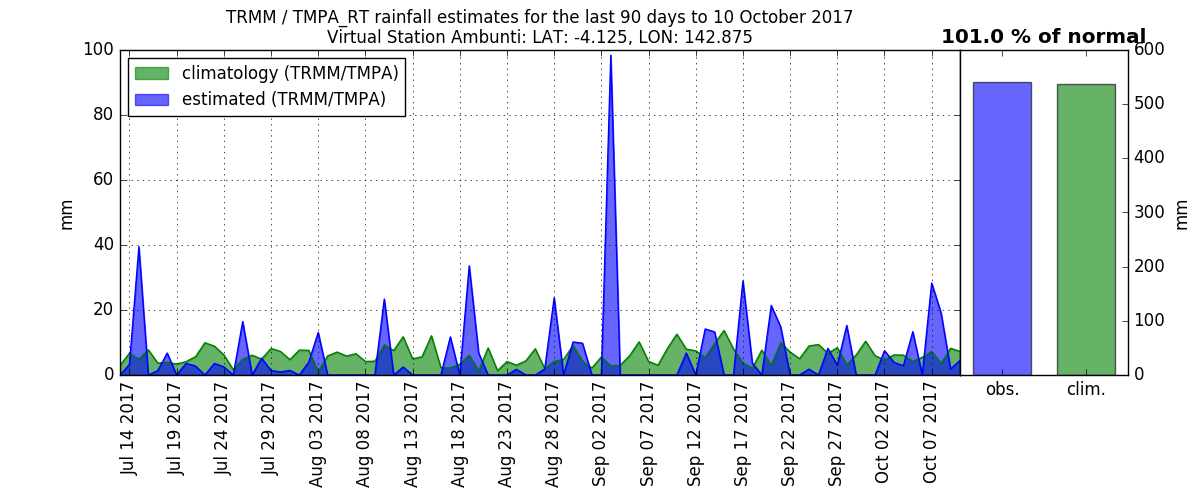 TRMM / TMPA_RT rainfall estimates for the last 90 days to 10 October 2017
Virtual Station Ambunti: LAT: -4.125, LON: 142.875
101.0 % of normal
climatology (TRMM/TMPA)
estimated (TRMM/TMPA)
100
80
60
40
20
0
mm
Jul 14 2017
Jul 19 2017
Jul 24 2017
Jul 29 2017
Aug 03 2017
Aug 08 2017
Aug 13 2017
Aug 18 2017
Aug 23 2017
Aug 28 2017
Sep 02 2017
Sep 07 2017
Sep 12 2017
Sep 17 2017
Sep 22 2017
Sep 27 2017
Oct 02 2017
Oct 07 2017
600
500
400
300
200
100
0
mm
obs.
clim.